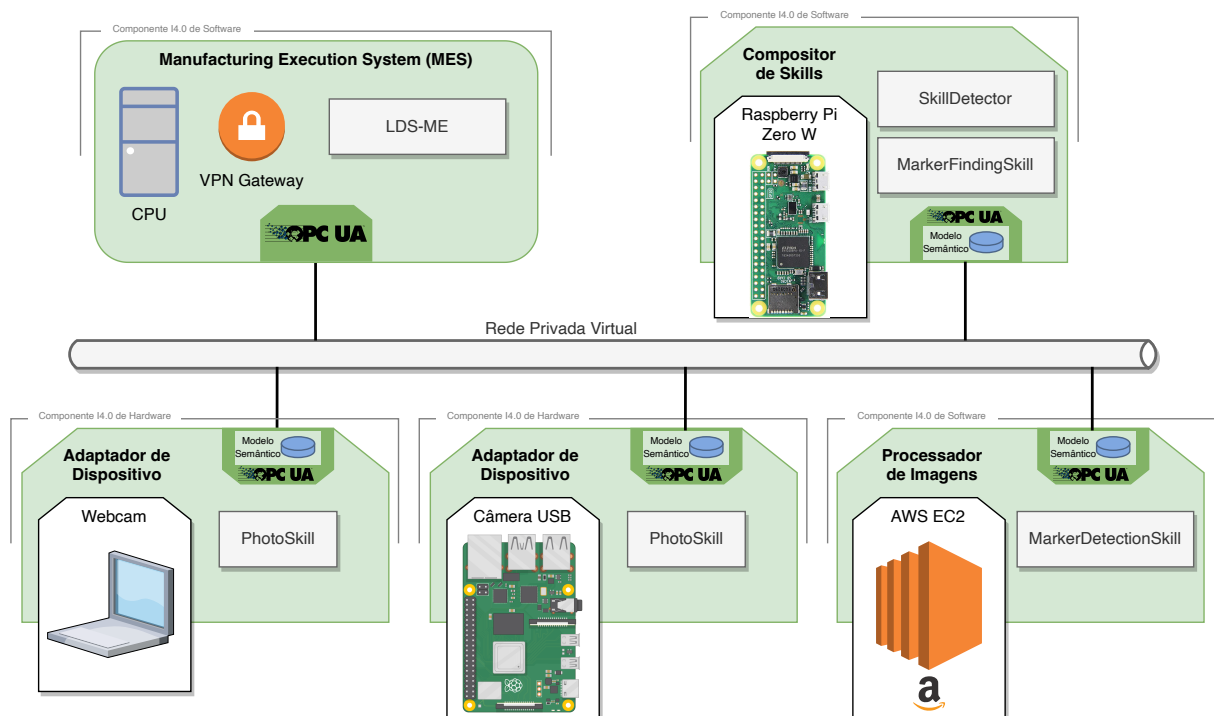 Componente I4.0 de Software
Manufacturing Execution System (MES)
CPU
VPN Gateway
LDS-ME
OPC UA
Componente I4.0 de Software
Compositor
de Skills
Raspberry Pi
Zero W
SkillDetector
MarkerFindingSkill
OPC UA
Modelo
Semântico
Rede Privada Virtual
Componente I4.0 de Hardware
Adaptador de
Dispositivo
Modelo
Semântico
OPC UA
Webcam
PhotoSkill
Componente I4.0 de Hardware
Adaptador de
Dispositivo
Modelo
Semântico
OPC UA
Câmera USB
PhotoSkill
Componente I4.0 de Software
Processador
de Imagens
Modelo
Semântico
OPC UA
AWS EC2
MarkerDetectionSkill
a